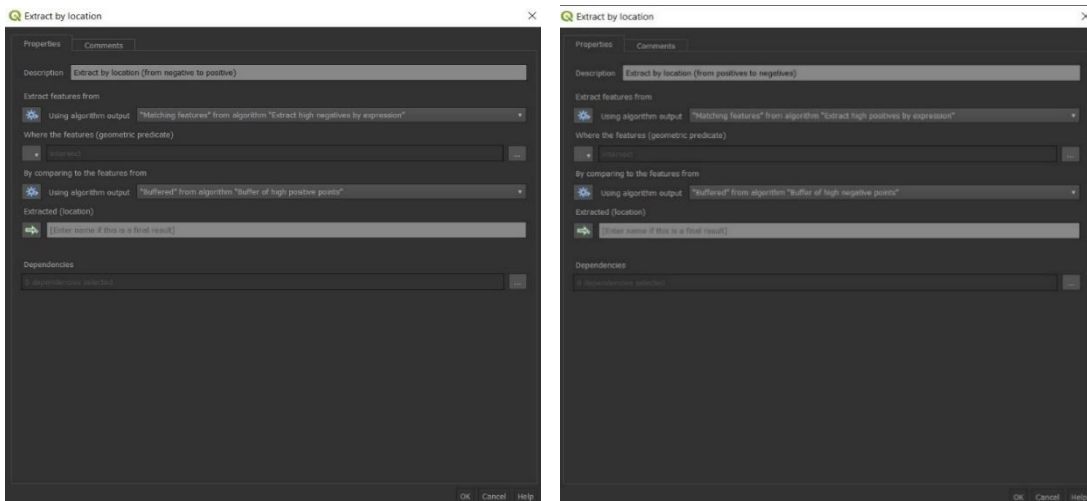 Extract by location
Properties
Comments
Description
Extract by location (from negative to positive)
Extract features from
Using algorithm output
"Matching features" from algorithm "Extract high negatives by expression"
Where the features (geometric predicate)
intersect
...
By comparing to the features from
Using algorithm output
"Buffered" from algorithm "Buffer of high positive points"
Extracted (location)
[Enter name if this is a final result]
Dependencies
0 dependencies selected
...
OK
Cancel
Help
Extract by location
Properties
Comments
Description
Extract by location (from positives to negatives)
Extract features from
Using algorithm output
"Matching features" from algorithm "Extract high positives by expression"
Where the features (geometric predicate)
intersect
...
By comparing to the features from
Using algorithm output
"Buffered" from algorithm "Buffer of high negative points"
Extracted (location)
[Enter name if this is a final result]
Dependencies
0 dependencies selected
...
OK
Cancel
Help